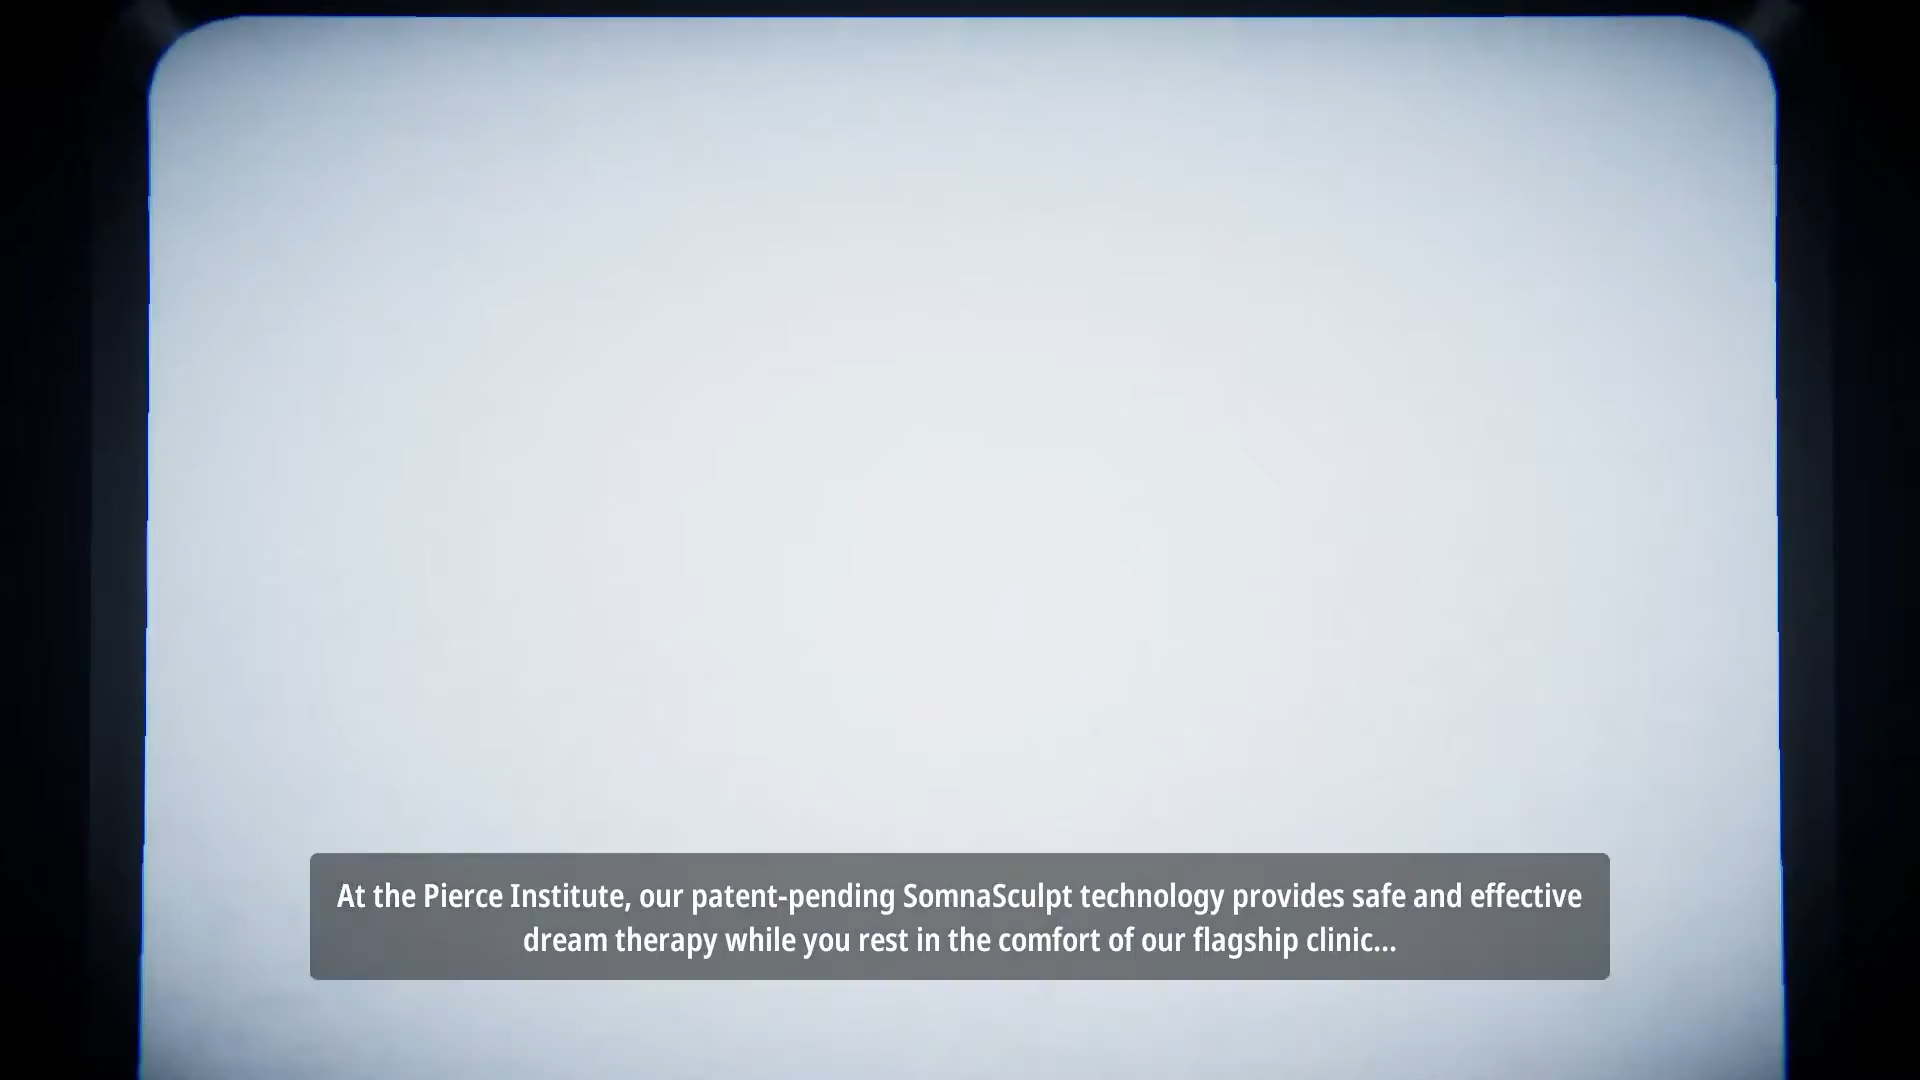 At the Pierce Institute, our patent-pending SomnaSculpt technology provides safe and effective
dream therapy while you rest in the comfort of our flagship clinic...